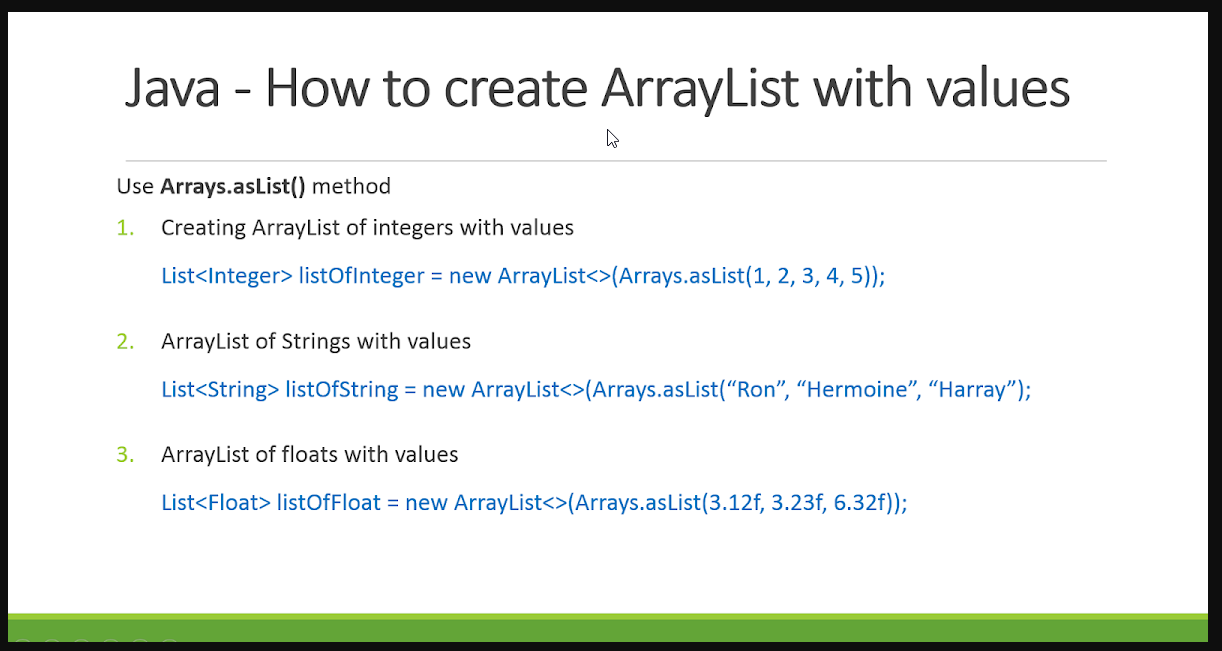 Java - How to create ArrayList with values
Use Arrays.asList() method
1. Creating ArrayList of integers with values
List<Integer> listOfInteger = new ArrayList<>(Arrays.asList(1, 2, 3, 4, 5));
2. ArrayList of Strings with values
List<String> listOfString = new ArrayList<>(Arrays.asList(“Ron”, “Hermoine”, “Harray”);
3. ArrayList of floats with values
List<Float> listOfFloat = new ArrayList<>(Arrays.asList(3.12f, 3.23f, 6.32f));